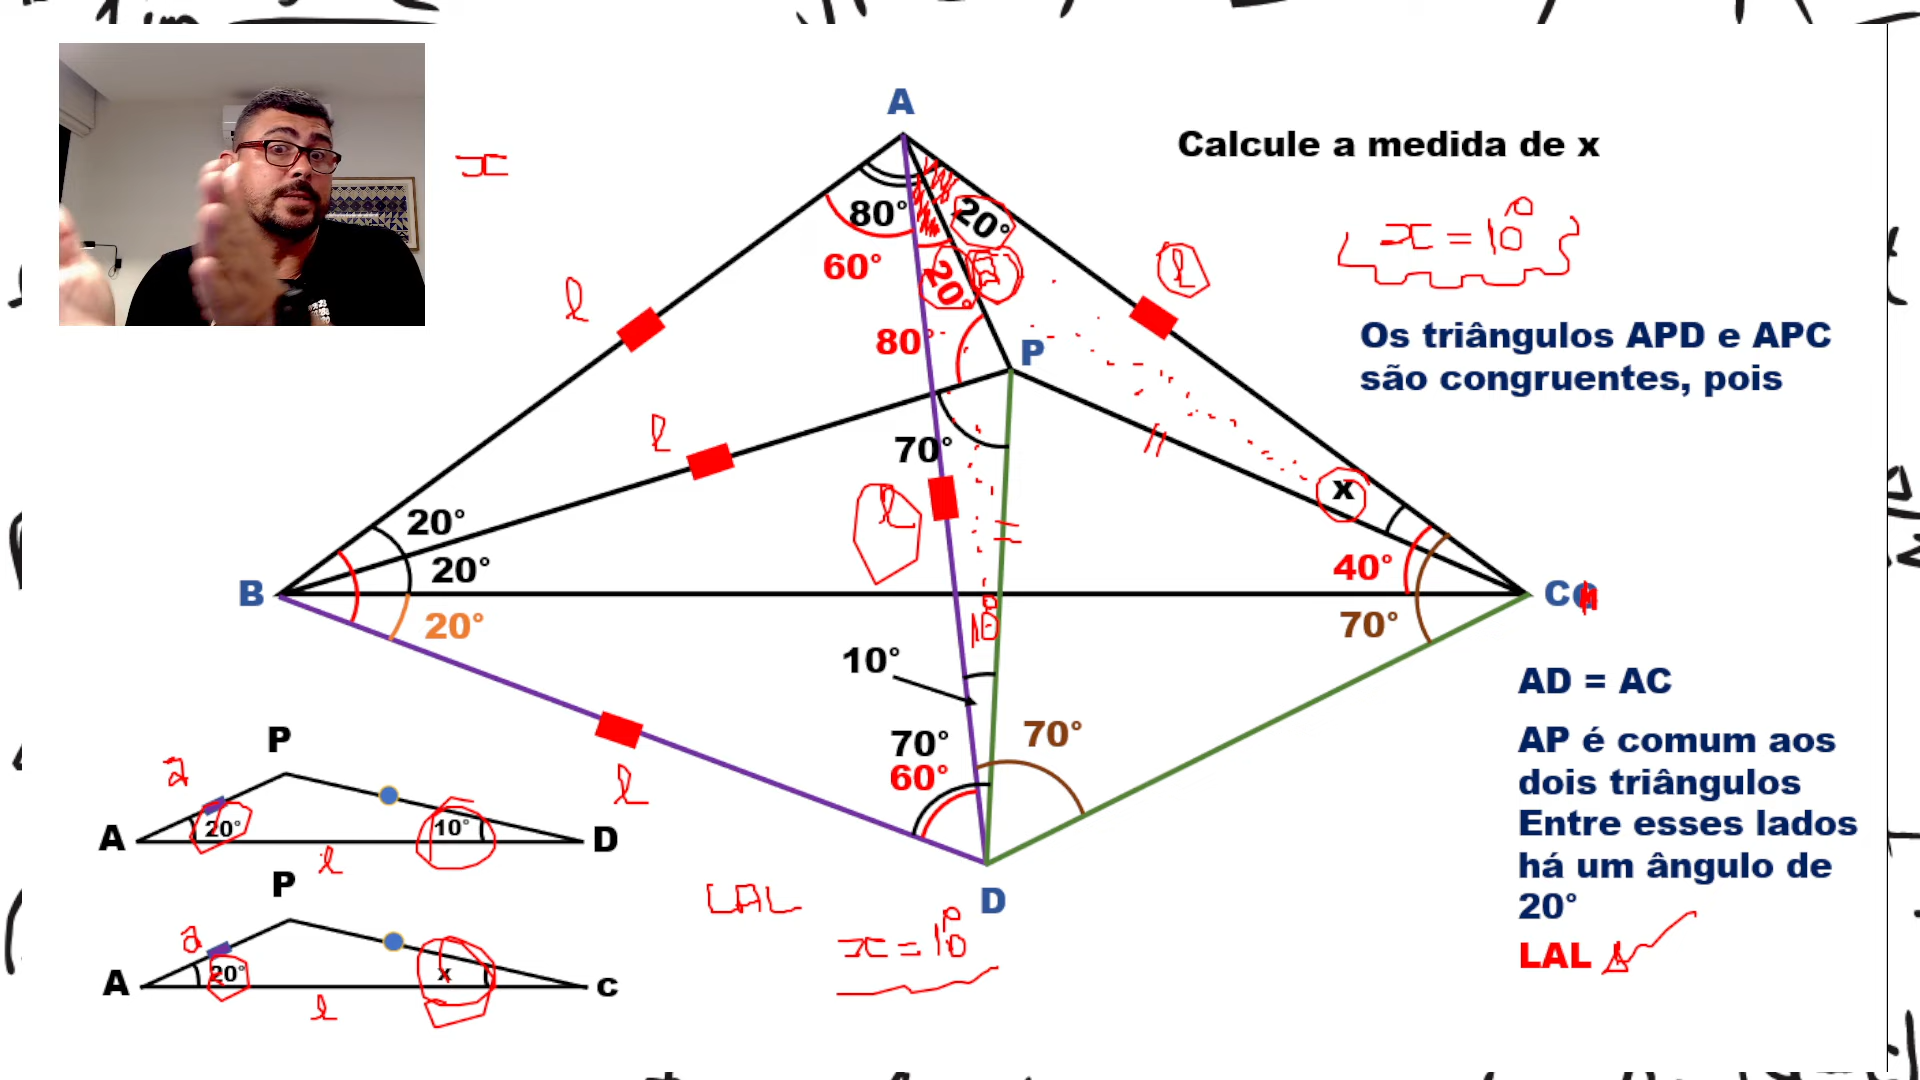 A
Calcule a medida de x
x
80°
20°
x = 10°
60°
20°
l
l
Os triângulos APD e APC
são congruentes, pois
80°
P
l
70°
l
x
20°
20°
40°
B
C
20°
10°
70°
10°
AD = AC
70°
70°
60°
AP é comum aos
dois triângulos
Entre esses lados
há um ângulo de
20°
LAL
P
a
l
A
20°
10°
D
l
P
LAL
D
x = 10°
a
A
20°
x
c
l